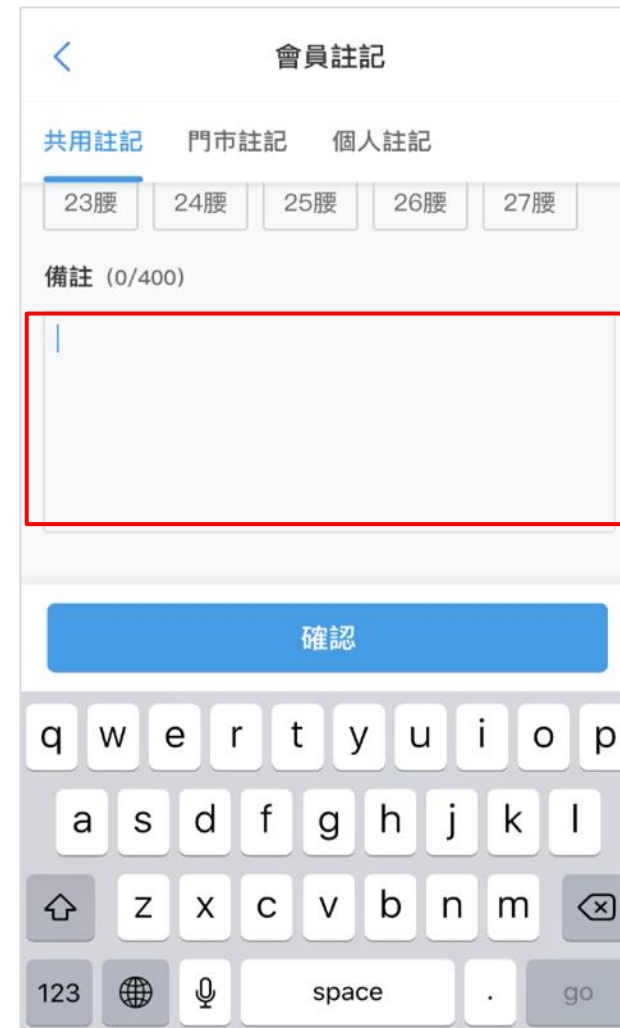 會員註記
共用註記 門市註記 個人註記
23腰 24腰 25腰 26腰 27腰
備註 (0/400)
確認
q w e r t y u i o p
a s d f g h j k l
z x c v b n m
123 space . go